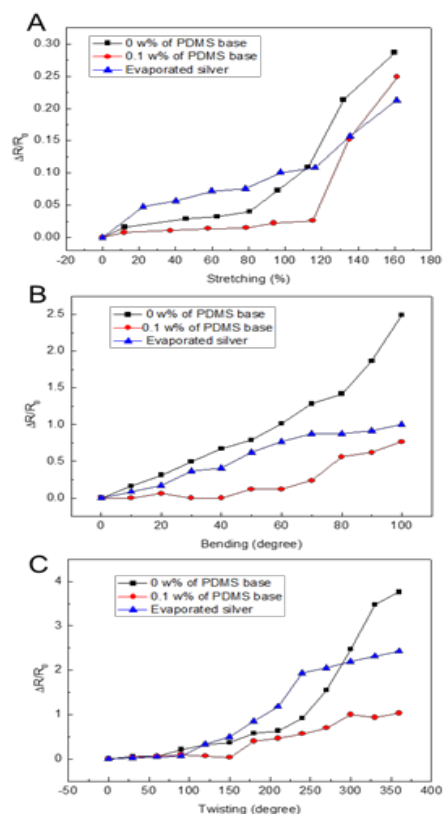 A
0 w% of PDMS base
0.1 w% of PDMS base
Evaporated silver
ΔR/R0
0.30
0.25
0.20
0.15
0.10
0.05
0.00
-20 0 20 40 60 80 100 120 140 160 180
Stretching (%)
B
0 w% of PDMS base
0.1 w% of PDMS base
Evaporated silver
ΔR/R0
2.5
2.0
1.5
1.0
0.5
0.0
0 20 40 60 80 100
Bending (degree)
C
0 w% of PDMS base
0.1 w% of PDMS base
Evaporated silver
ΔR/R0
4
3
2
1
0
-50 0 50 100 150 200 250 300 350 400
Twisting (degree)